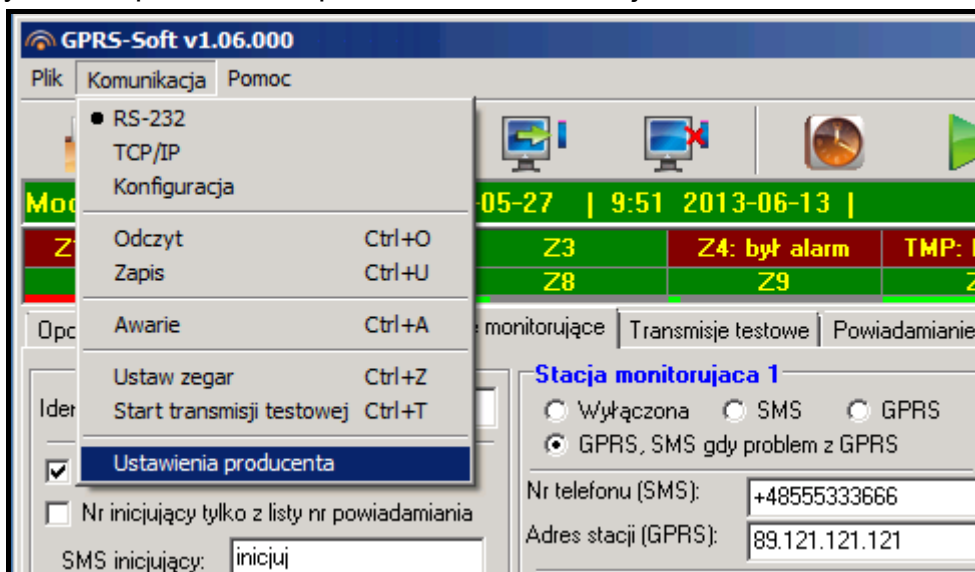 GPRS-Soft v1.06.000
Plik Komunikacja Pomoc
RS-232
TCP/IP
Konfiguracja
05-27 | 9:51 2013-06-13 |
Odczyt Ctrl+O
Z3 Z4: był alarm TMP:
Zapis Ctrl+U
Z8 Z9
Awarie Ctrl+A
monitorujące Transmisje testowe Powiadamianie
Ustaw zegar Ctrl+Z
Start transmisji testowej Ctrl+T
Ustawienia producenta
Stacja monitorujaca 1
Wyłączona SMS GPRS
GPRS, SMS gdy problem z GPRS
Nr telefonu (SMS): +48555333666
Nr inicjujący tylko z listy nr powiadamiania
Adres stacji (GPRS): 89.121.121.121
SMS inicjujący: inicjuj